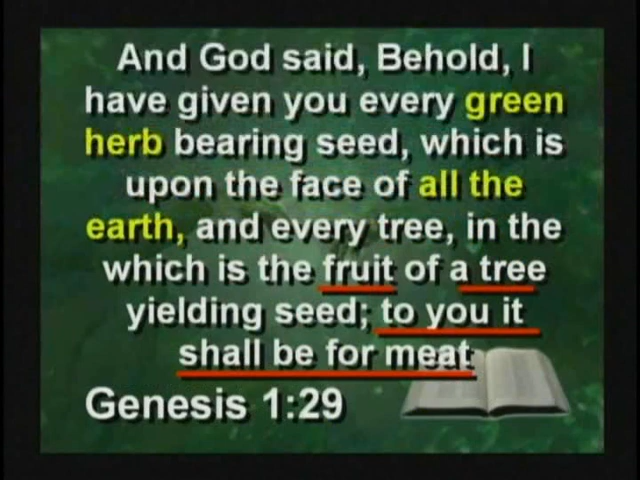 And God said, Behold, I
have given you every green
herb bearing seed, which is
upon the face of all the
earth, and every tree, in the
which is the fruit of a tree
yielding seed; to you it
shall be for meat
Genesis 1:29